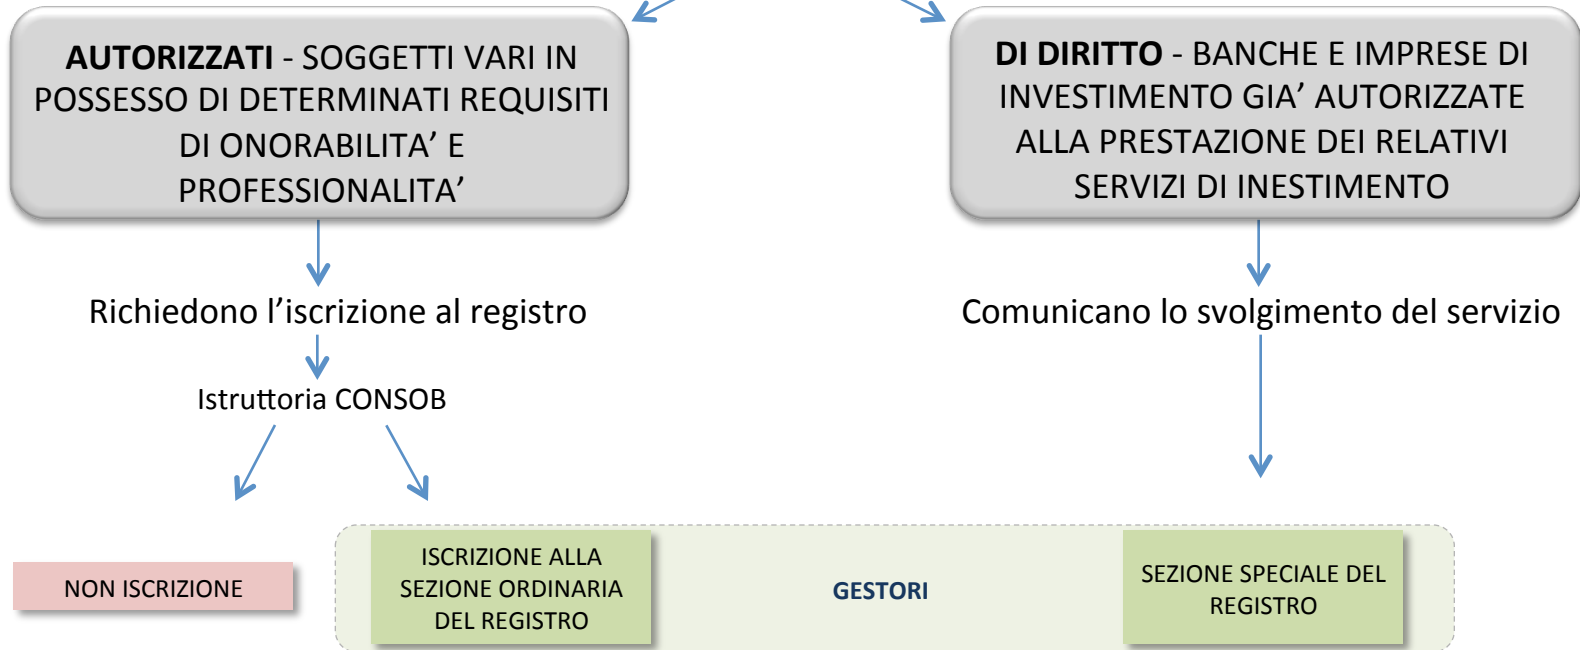 AUTORIZZATI - SOGGETTI VARI IN
POSSESSO DI DETERMINATI REQUISITI
DI ONORABILITA’ E
PROFESSIONALITA’
DI DIRITTO - BANCHE E IMPRESE DI
INVESTIMENTO GIA’ AUTORIZZATE
ALLA PRESTAZIONE DEI RELATIVI
SERVIZI DI INESTIMENTO
Richiedono l’iscrizione al registro
Comunicano lo svolgimento del servizio
Istruttoria CONSOB
NON ISCRIZIONE
ISCRIZIONE ALLA
SEZIONE ORDINARIA
DEL REGISTRO
GESTORI
SEZIONE SPECIALE DEL
REGISTRO